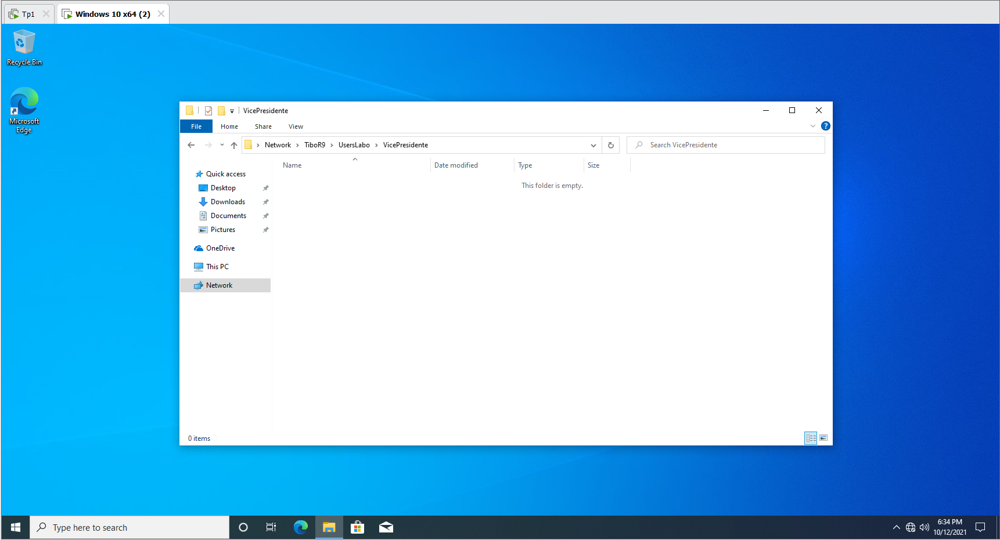 Tp1
Windows 10 x64 (2)
Recycle Bin
Microsoft
Edge
VicePresidente
File Home Share View
Network TiboR9 UsersLabo VicePresidente
Search VicePresidente
Name Date modified Type Size
This folder is empty.
Quick access
Desktop
Downloads
Documents
Pictures
OneDrive
This PC
Network
0 items
Type here to search
6:34 PM
10/12/2021